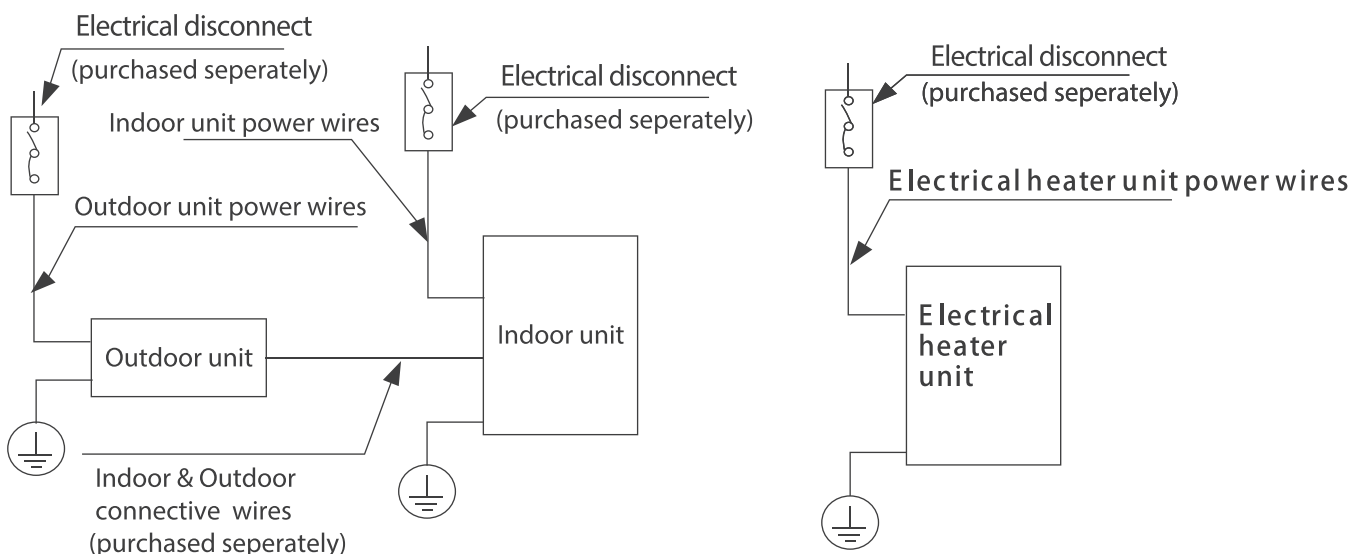 Electrical disconnect
(purchased seperately)
Indoor unit power wires
Outdoor unit power wires
Outdoor unit
Indoor & Outdoor
connective wires
(purchased seperately)
Electrical disconnect
(purchased seperately)
Indoor unit
Electrical disconnect
(purchased seperately)
Electrical heater unit power wires
Electrical
heater
unit